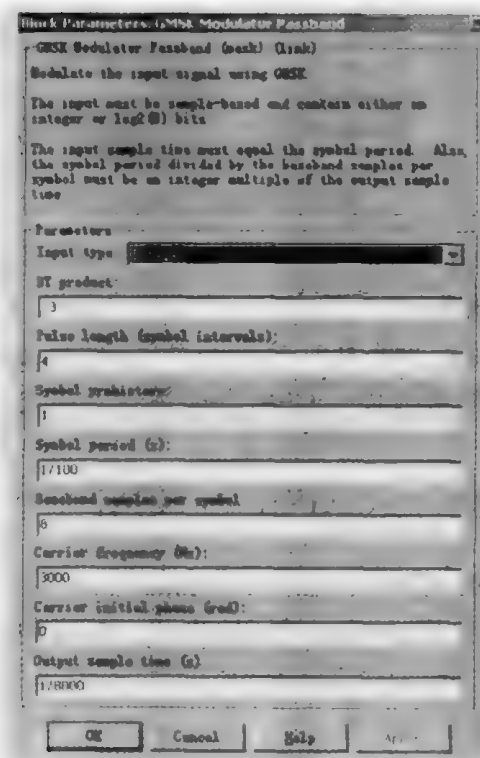 Block Parameters: GMSK Modulator Passband
GMSK Modulator Passband (mask) (link)
Modulate the input signal using GMSK
The input must be sample-based and contain either an
integer or log2(M) bits
The input sample time must equal the symbol period. Also,
the symbol period divided by the baseband samples per
symbol must be an integer multiple of the output sample
time
Parameters
Input type
BT product
3
Pulse length (symbol intervals):
4
Symbol prehistory:
1
Symbol period (s):
1/100
Baseband samples per symbol
Carrier frequency (Hz):
3000
Carrier initial phase (rad):
0
Output sample time (s)
1/8000
OK
Cancel
Help